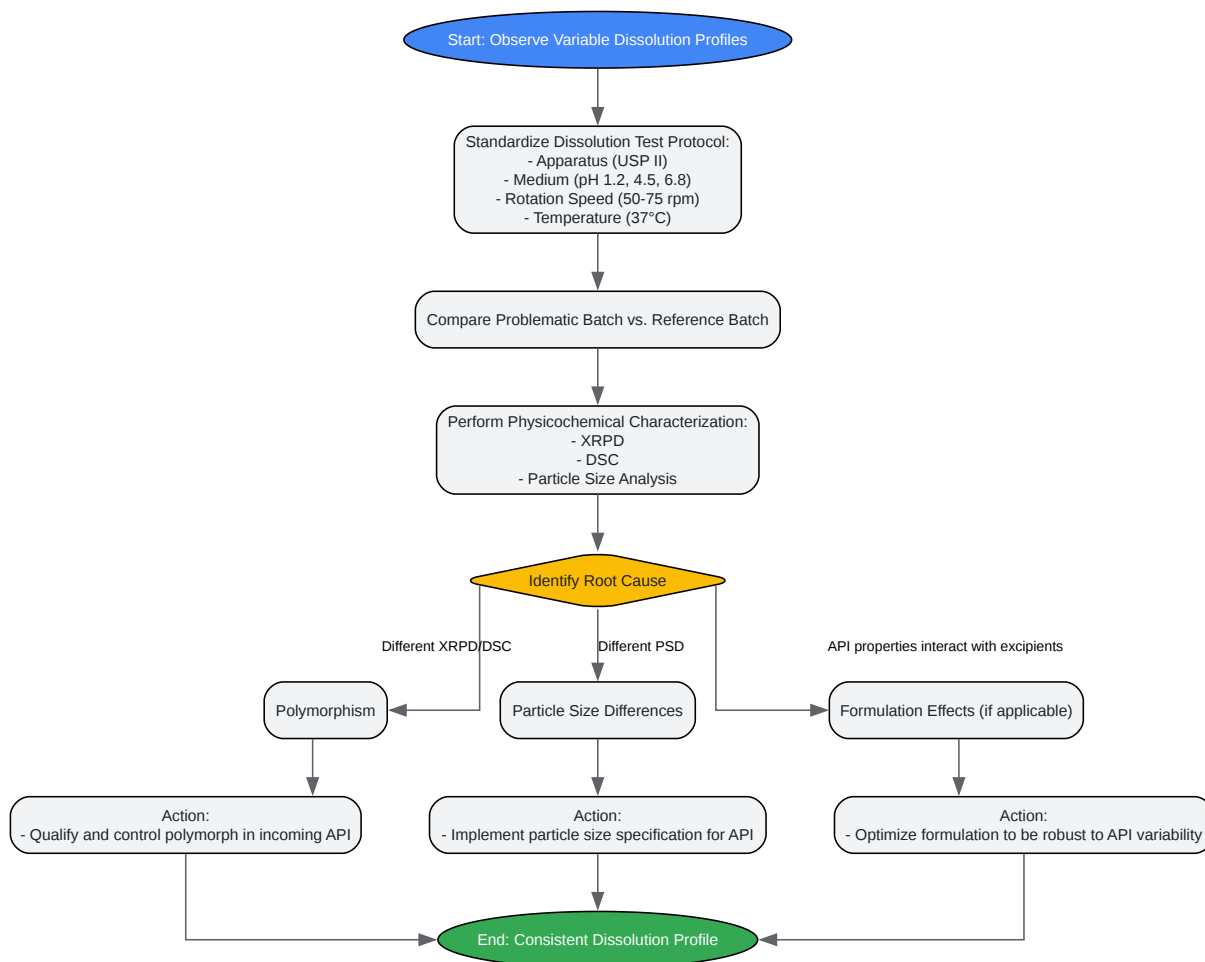 Start: Observe Variable Dissolution Profiles
Standardize Dissolution Test Protocol:
- Apparatus (USP II)
- Medium (pH 1.2, 4.5, 6.8)
- Rotation Speed (50-75 rpm)
- Temperature (37°C)
Compare Problematic Batch vs. Reference Batch
Perform Physicochemical Characterization:
- XRPD
- DSC
- Particle Size Analysis
Identify Root Cause
Different XRPD/DSC
Different PSD
API properties interact with excipients
Polymorphism
Particle Size Differences
Formulation Effects (if applicable)
Action:
- Qualify and control polymorph in incoming API
Action:
- Implement particle size specification for API
Action:
- Optimize formulation to be robust to API variability
End: Consistent Dissolution Profile